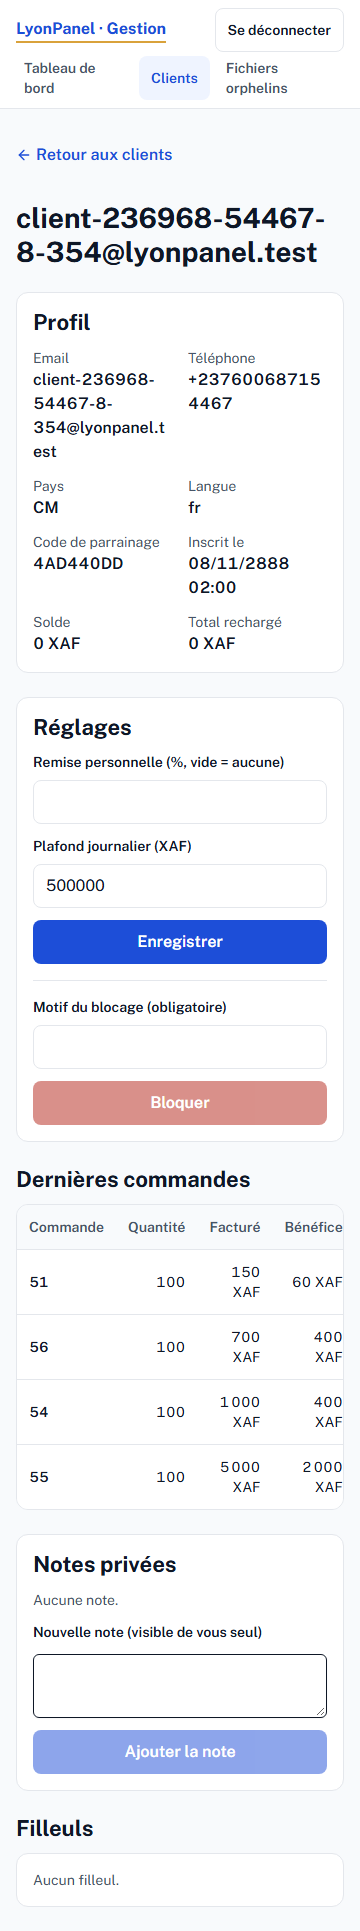 LyonPanel · Gestion
Se déconnecter
Tableau de
bord
Clients
Fichiers
orphelins
← Retour aux clients
client-236968-54467-
8-354@lyonpanel.test
Profil
Email
client-236968-
54467-8-
354@lyonpanel.t
est
Téléphone
+23760068715
4467
Pays
CM
Langue
fr
Code de parrainage
4AD440DD
Inscrit le
08/11/2888
02:00
Solde
0 XAF
Total rechargé
0 XAF
Réglages
Remise personnelle (%, vide = aucune)
Plafond journalier (XAF)
500000
Enregistrer
Motif du blocage (obligatoire)
Bloquer
Dernières commandes
Commande Quantité Facturé Bénéfice
51 100 150 XAF 60 XAF
56 100 700 XAF 400 XAF
54 100 1 000 XAF 400 XAF
55 100 5 000 XAF 2 000 XAF
Notes privées
Aucune note.
Nouvelle note (visible de vous seul)
Ajouter la note
Filleuls
Aucun filleul.